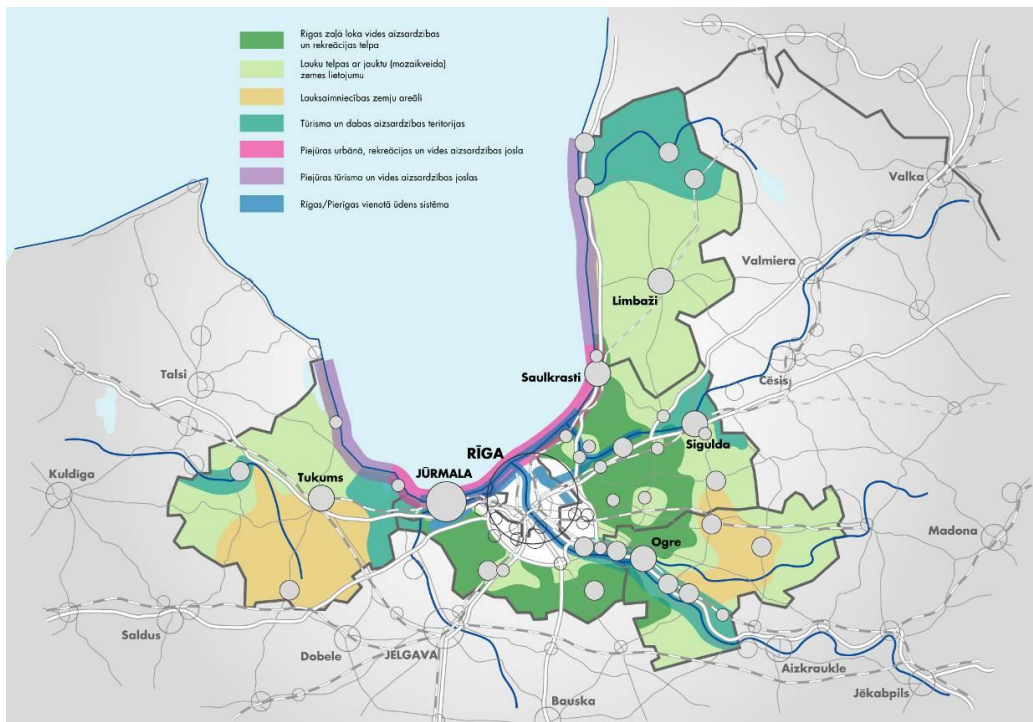 Rīgas zaļā loka vides aizsardzības
un rekreācijas telpa
Lauku telpas ar jauktu (mozaīkveida)
zemes lietojumu
Lauksaimniecības zemju areāli
Tūrisma un dabas aizsardzības teritorijas
Piejūras urbānā, rekreācijas un vides aizsardzības josla
Piejūras tūrisma un vides aizsardzības joslas
Rīgas/Pierīgas vienotā ūdens sistēma
Valka
Valmiera
Limbaži
Talsi
Saulkrasti
Cēsis
Sigulda
RĪGA
JŪRMALA
Kuldīga
Tukums
Madona
Ogre
Saldus
Dobele
JELGAVA
Aizkraukle
Jēkabpils
Bauska